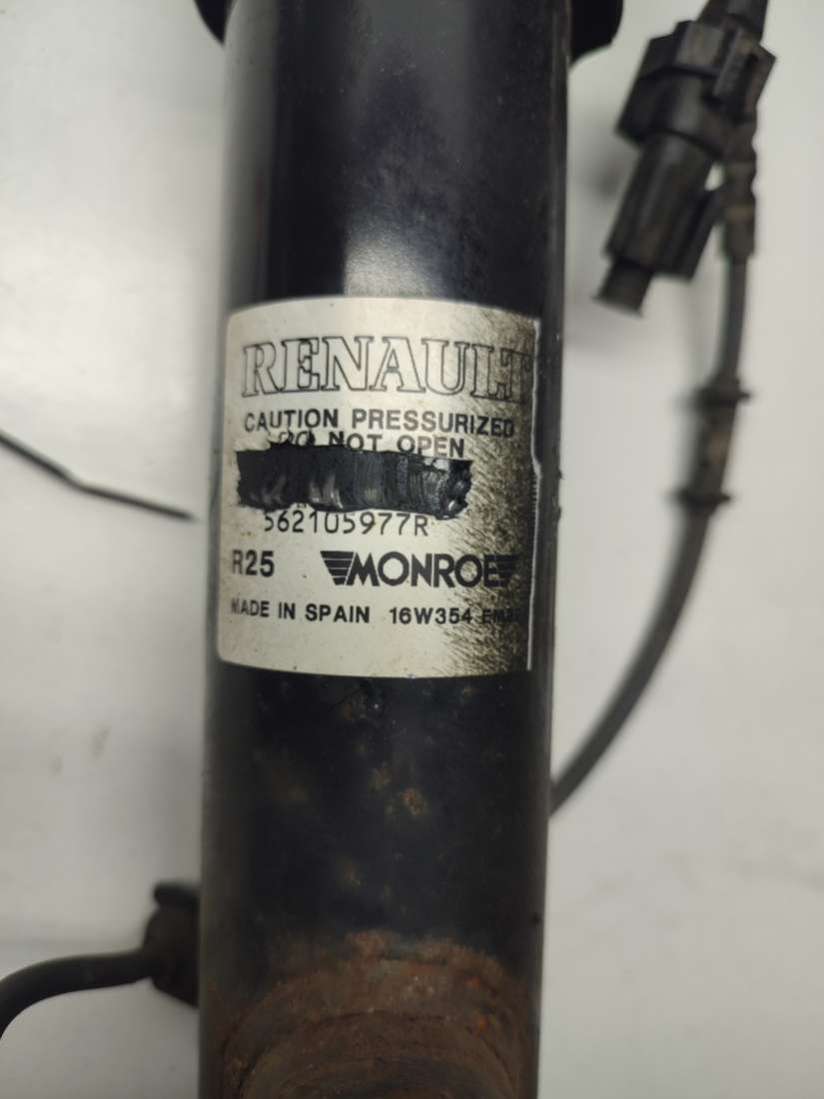 RENAULT
CAUTION PRESSURIZED
DO NOT OPEN
562105977R
R25 MONROE
MADE IN SPAIN 16W354